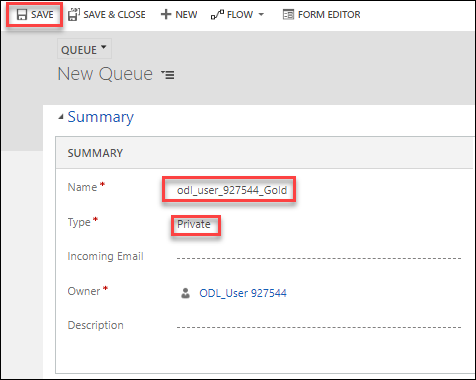 SAVE SAVE & CLOSE + NEW FLOW FORM EDITOR
QUEUE
New Queue
Summary
SUMMARY
Name * odl_user_927544_Gold
Type * Private
Incoming Email
Owner * ODL_User 927544
Description